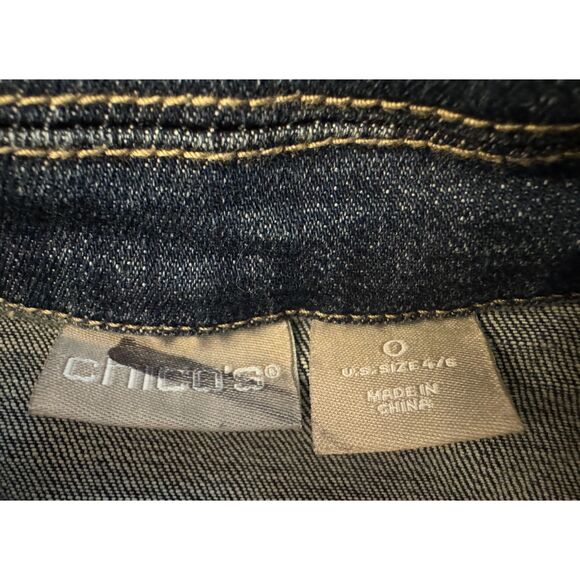 chico's®
0
U.S. SIZE 4/6
MADE IN
CHINA